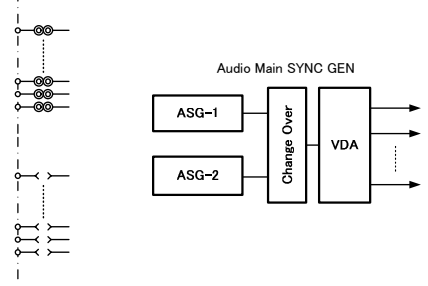 Audio Main SYNC GEN
ASG-1
ASG-2
Change Over
VDA